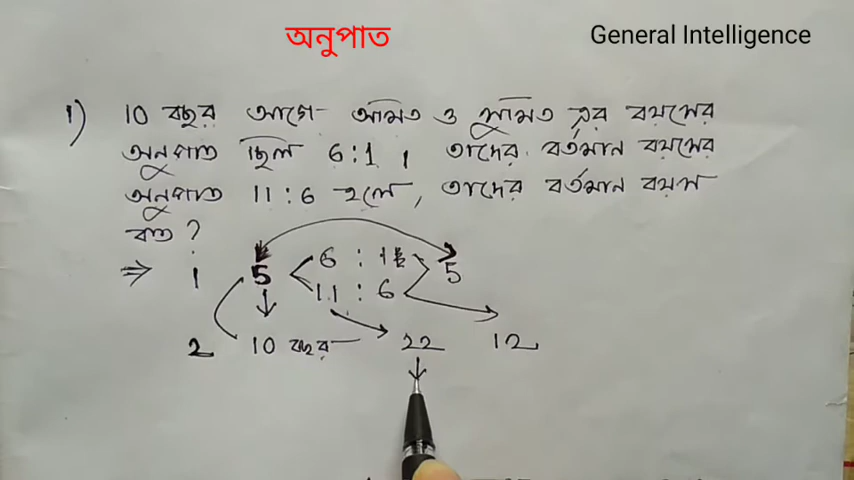 অনুপাত
General Intelligence
1) 10 বছর আগে অমিত ও সুমিত এর বয়সের
অনুপাত ছিল 6:1, তাদের বর্তমান বয়সের
অনুপাত 11:6 হলে, তাদের বর্তমান বয়স
কত?
⇒ 1 5 6 : 1 5
11 : 6
2 10 বছর 22 12